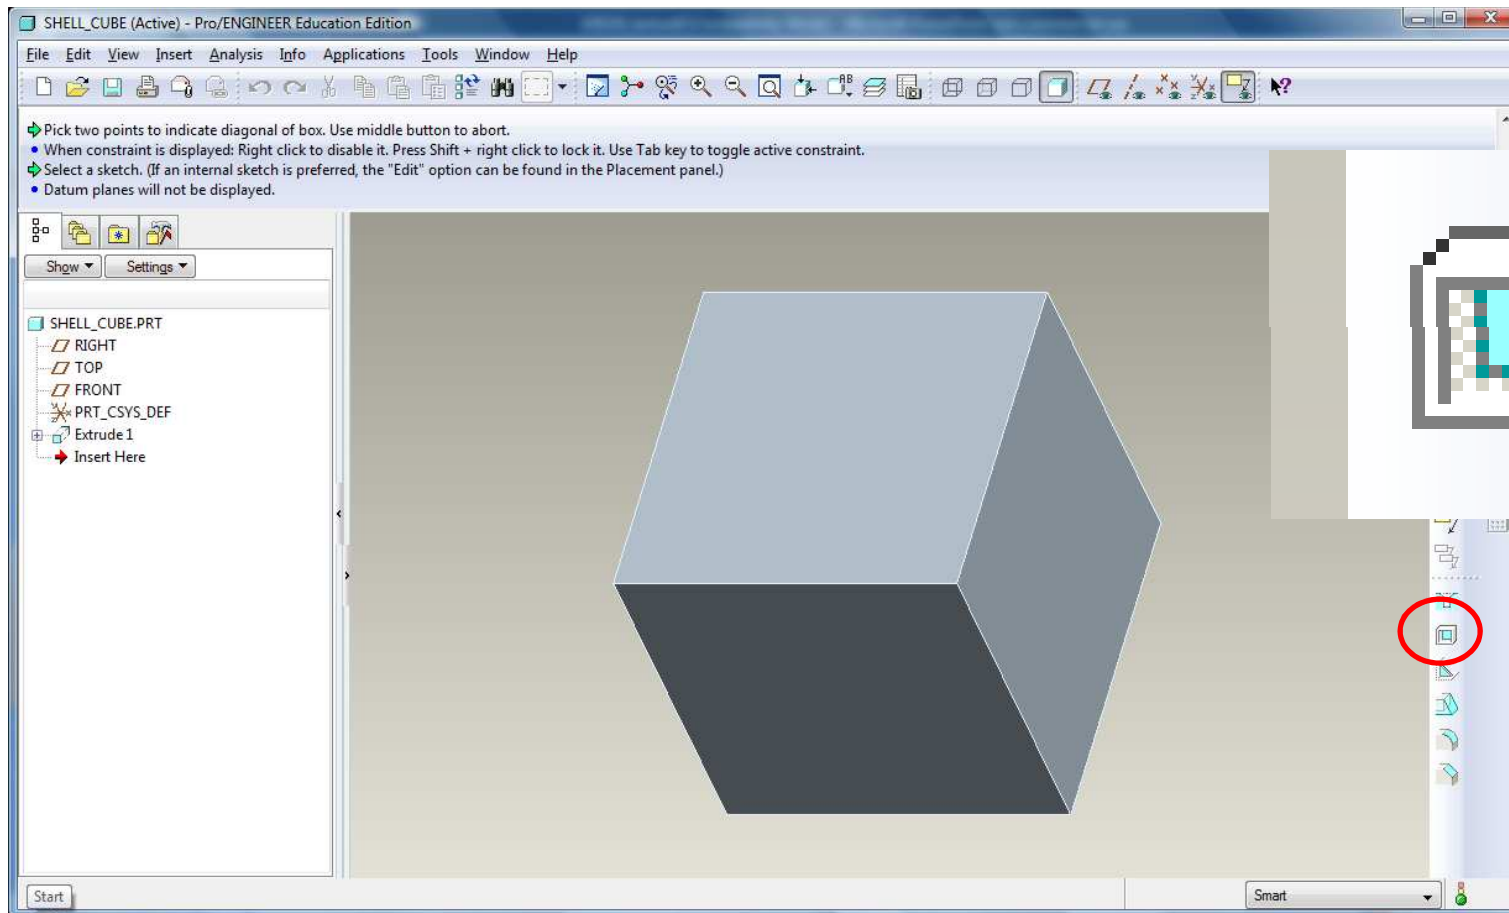 SHELL_CUBE (Active) - Pro/ENGINEER Education Edition
File Edit View Insert Analysis Info Applications Tools Window Help
Pick two points to indicate diagonal of box. Use middle button to abort.
When constraint is displayed: Right click to disable it. Press Shift + right click to lock it. Use Tab key to toggle active constraint.
Select a sketch. (If an internal sketch is preferred, the "Edit" option can be found in the Placement panel.)
Datum planes will not be displayed.
Show Settings
SHELL_CUBE.PRT
RIGHT
TOP
FRONT
PRT_CSYS_DEF
Extrude 1
Insert Here
Start
Smart